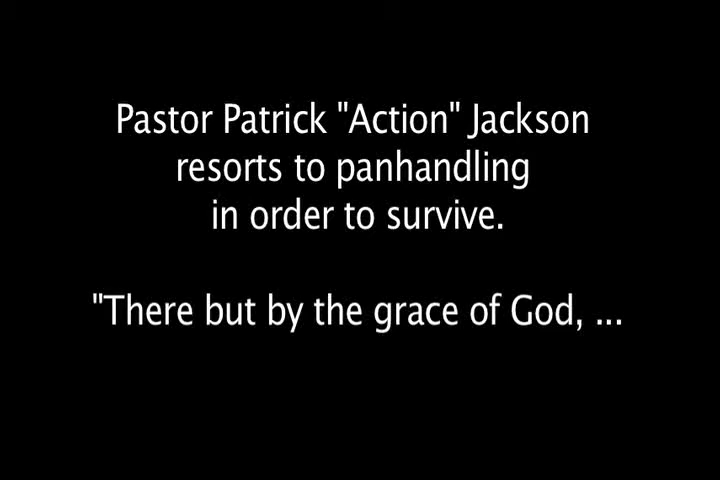 Pastor Patrick "Action" Jackson
resorts to panhandling
in order to survive.
"There but by the grace of God, ...